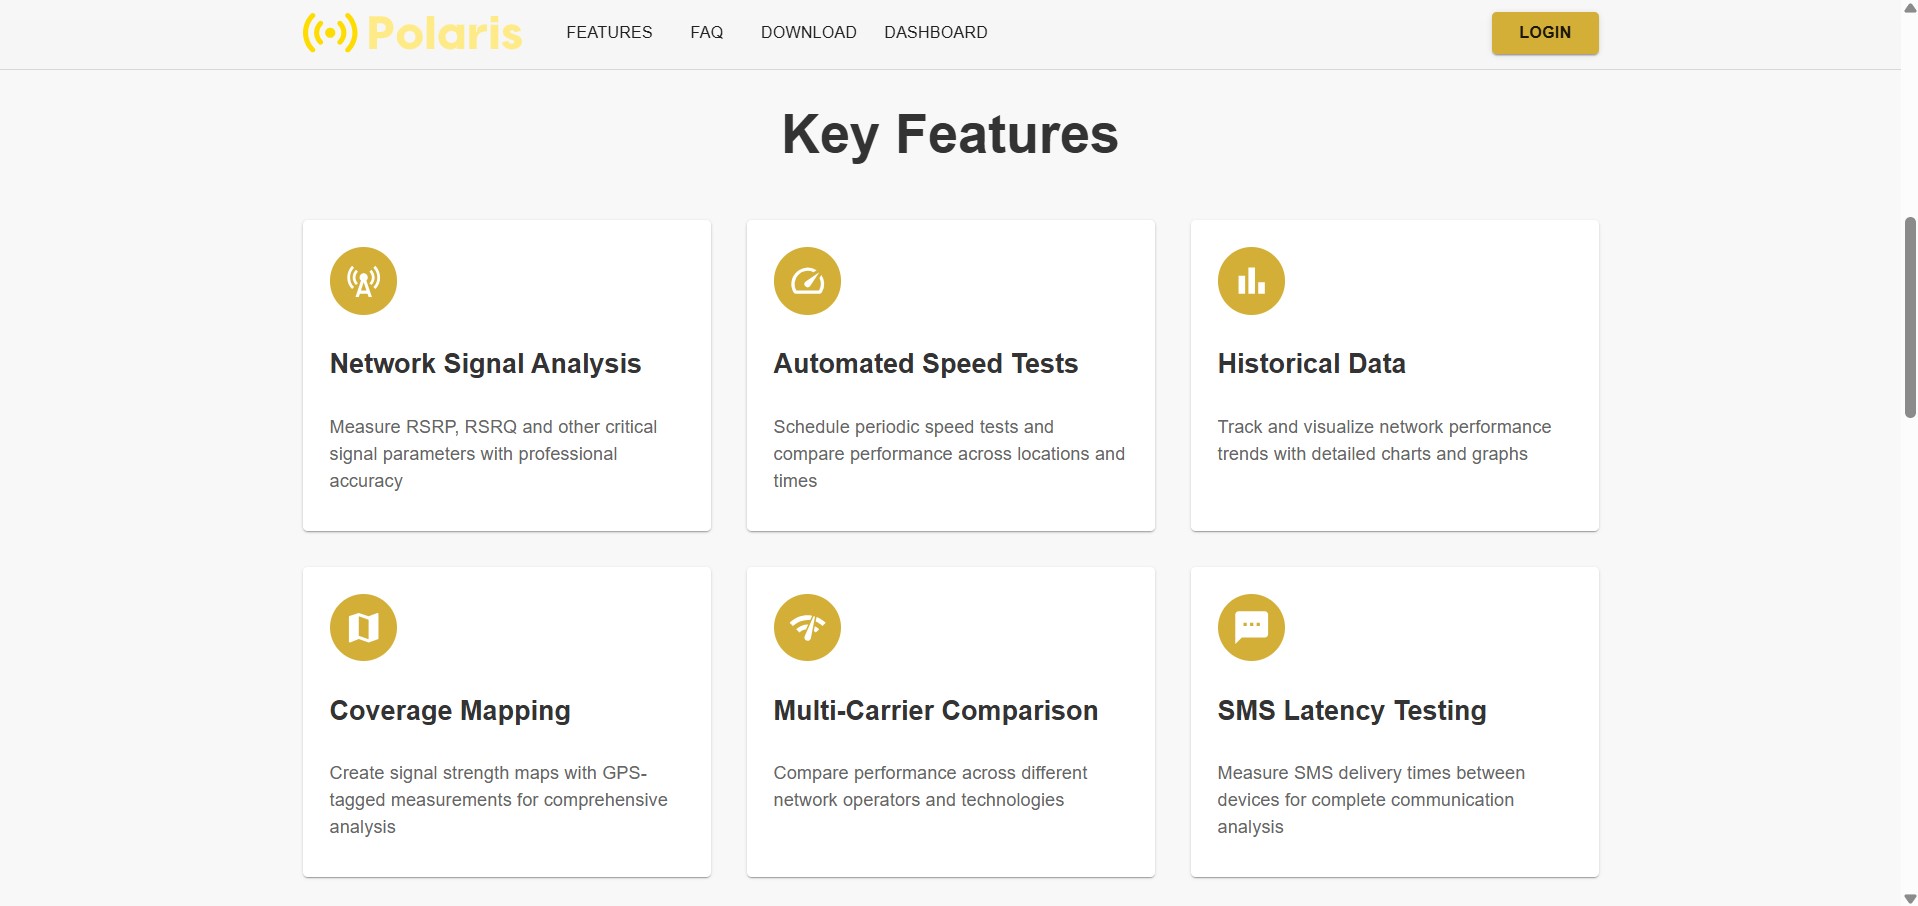 Polaris FEATURES FAQ DOWNLOAD DASHBOARD LOGIN
Key Features
Network Signal Analysis
Measure RSRP, RSRQ and other critical
signal parameters with professional
accuracy
Automated Speed Tests
Schedule periodic speed tests and
compare performance across locations and
times
Historical Data
Track and visualize network performance
trends with detailed charts and graphs
Coverage Mapping
Create signal strength maps with GPS-
tagged measurements for comprehensive
analysis
Multi-Carrier Comparison
Compare performance across different
network operators and technologies
SMS Latency Testing
Measure SMS delivery times between
devices for complete communication
analysis